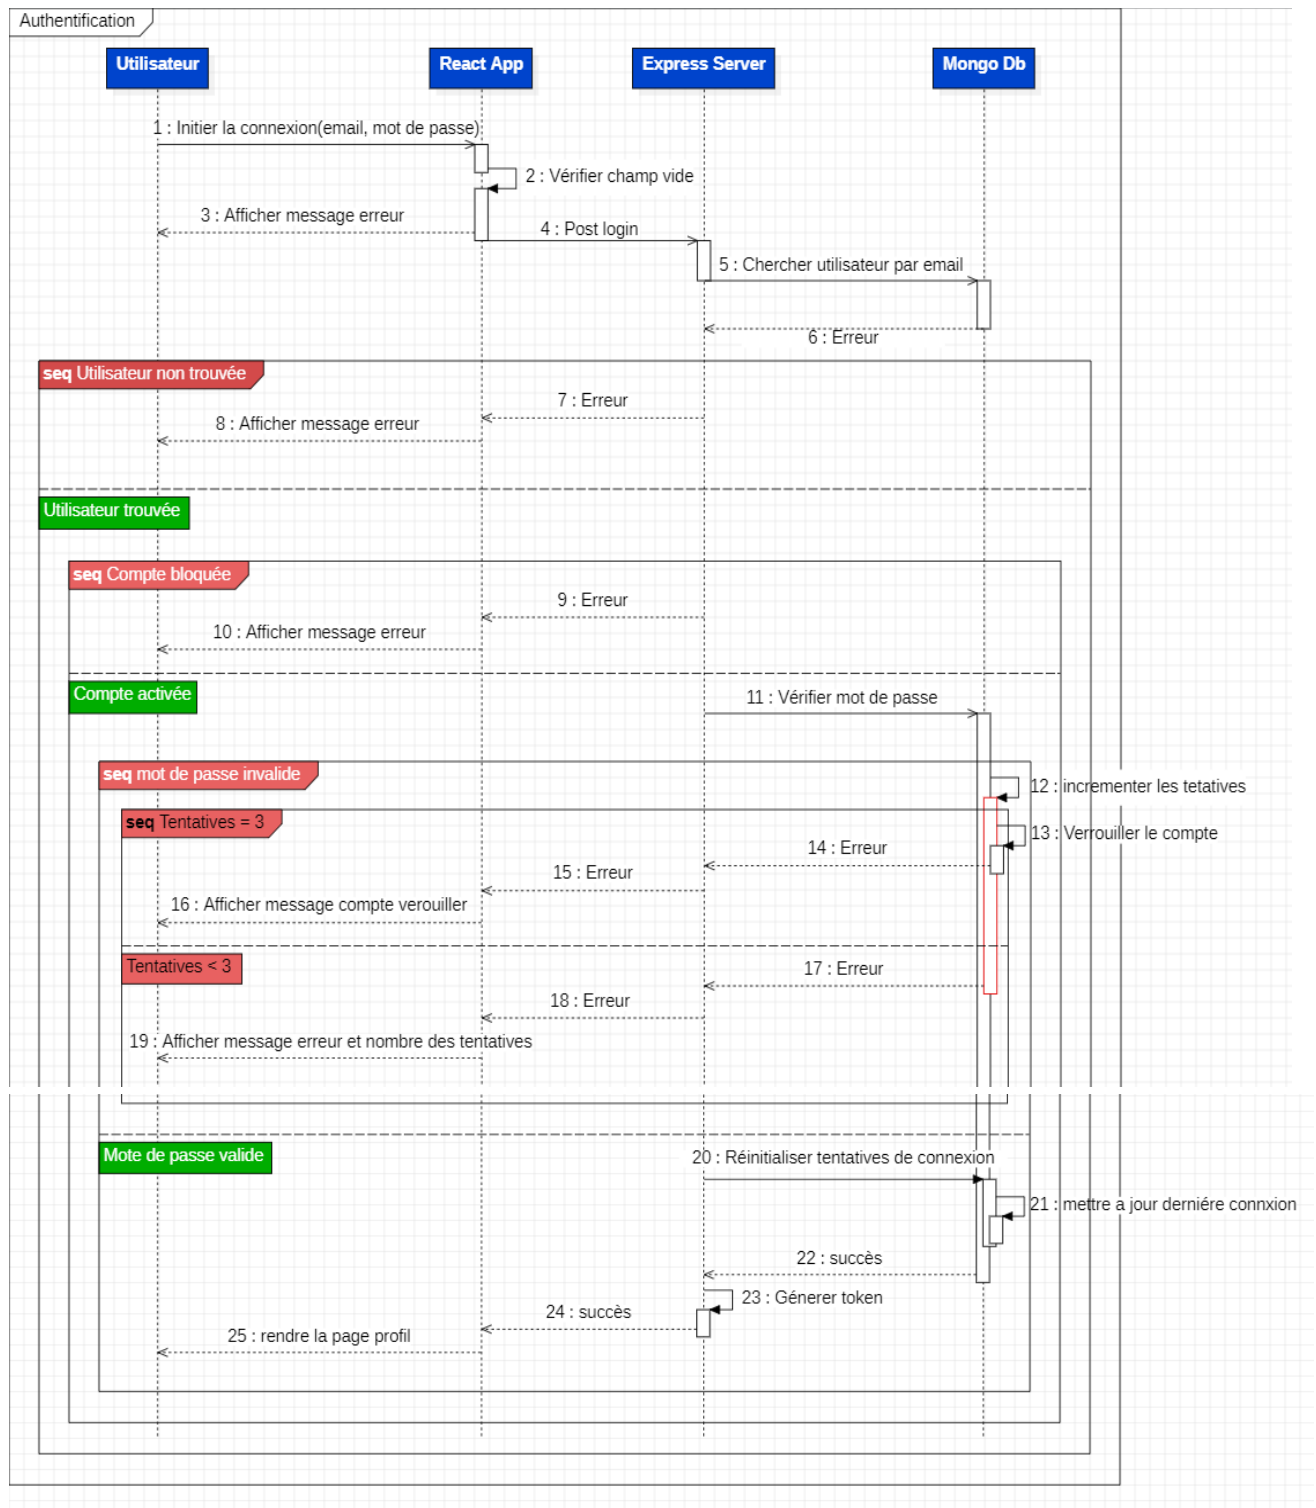 Authentification
Utilisateur
React App
Express Server
Mongo Db
1 : Initier la connexion(email, mot de passe)
2 : Vérifier champ vide
3 : Afficher message erreur
4 : Post login
5 : Chercher utilisateur par email
6 : Erreur
seq Utilisateur non trouvée
7 : Erreur
8 : Afficher message erreur
Utilisateur trouvée
seq Compte bloquée
9 : Erreur
10 : Afficher message erreur
Compte activée
11 : Vérifier mot de passe
seq mot de passe invalide
12 : incrementer les tetatives
seq Tentatives = 3
13 : Verrouiller le compte
14 : Erreur
15 : Erreur
16 : Afficher message compte verouiller
Tentatives < 3
17 : Erreur
18 : Erreur
19 : Afficher message erreur et nombre des tentatives
Mote de passe valide
20 : Réinitialiser tentatives de connexion
21 : mettre a jour derniére connxion
22 : succès
23 : Génerer token
24 : succès
25 : rendre la page profil